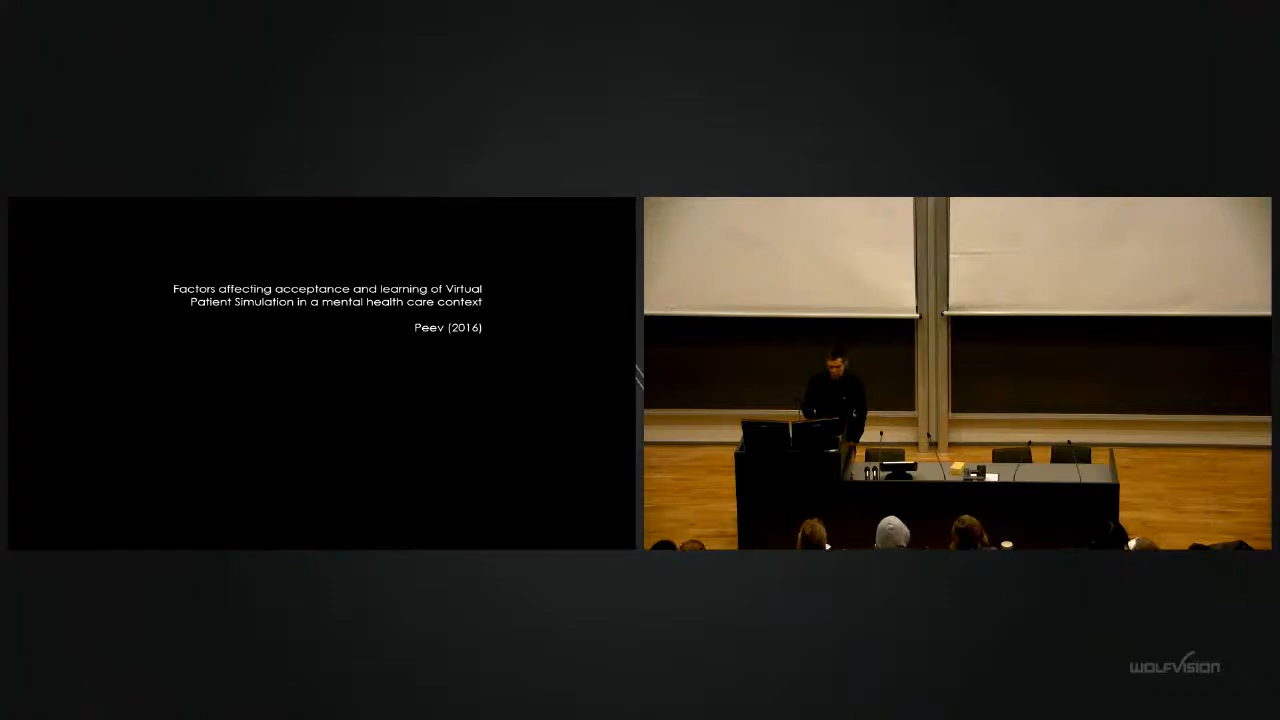 Factors affecting acceptance and learning of Virtual
Patient Simulation in a mental health care context
Peev (2016)
WOLFVISION